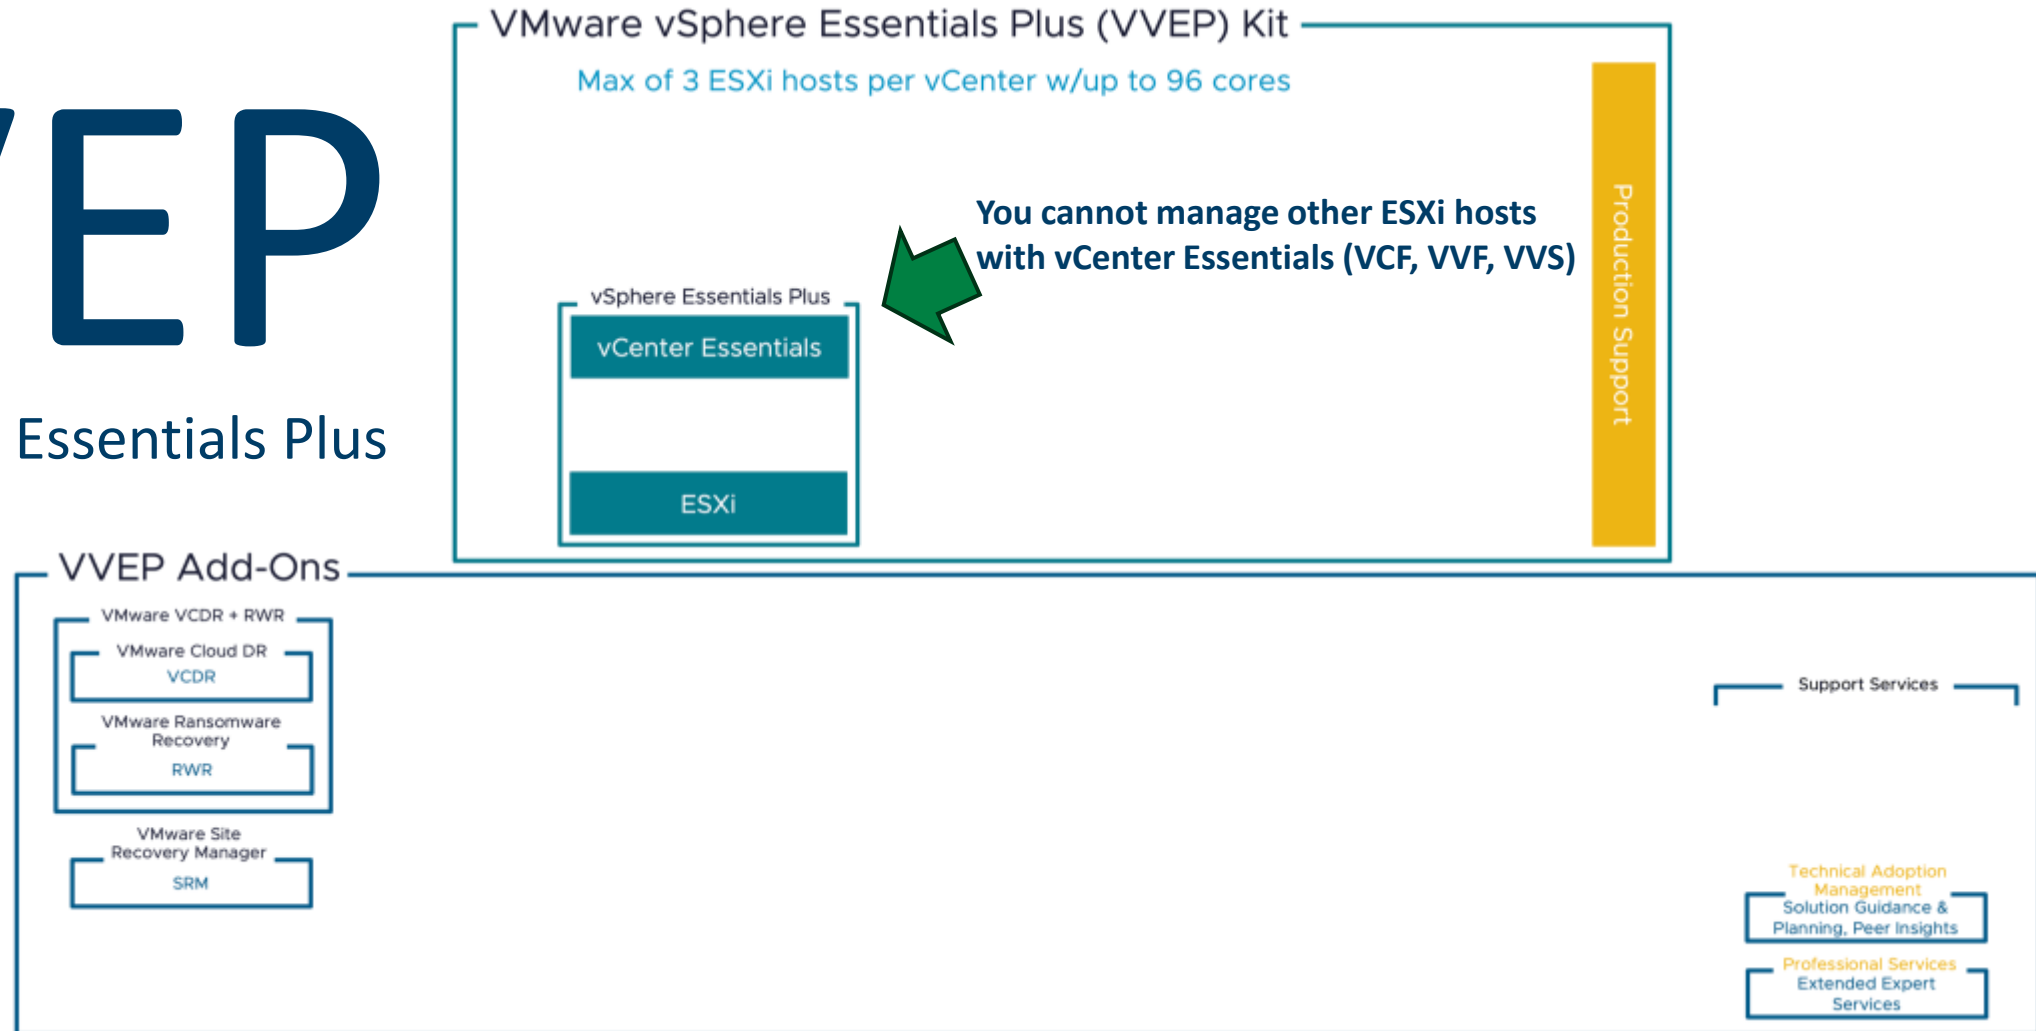 VMware vSphere Essentials Plus (VVEP) Kit
Max of 3 ESXi hosts per vCenter w/up to 96 cores
VEP
Essentials Plus
You cannot manage other ESXi hosts
with vCenter Essentials (VCF, VVF, VVS)
vSphere Essentials Plus
vCenter Essentials
ESXi
Production Support
VVEP Add-Ons
VMware VCDR + RWR
VMware Cloud DR
VCDR
VMware Ransomware
Recovery
RWR
VMware Site
Recovery Manager
SRM
Support Services
Technical Adoption
Management
Solution Guidance &
Planning, Peer Insights
Professional Services
Extended Expert
Services